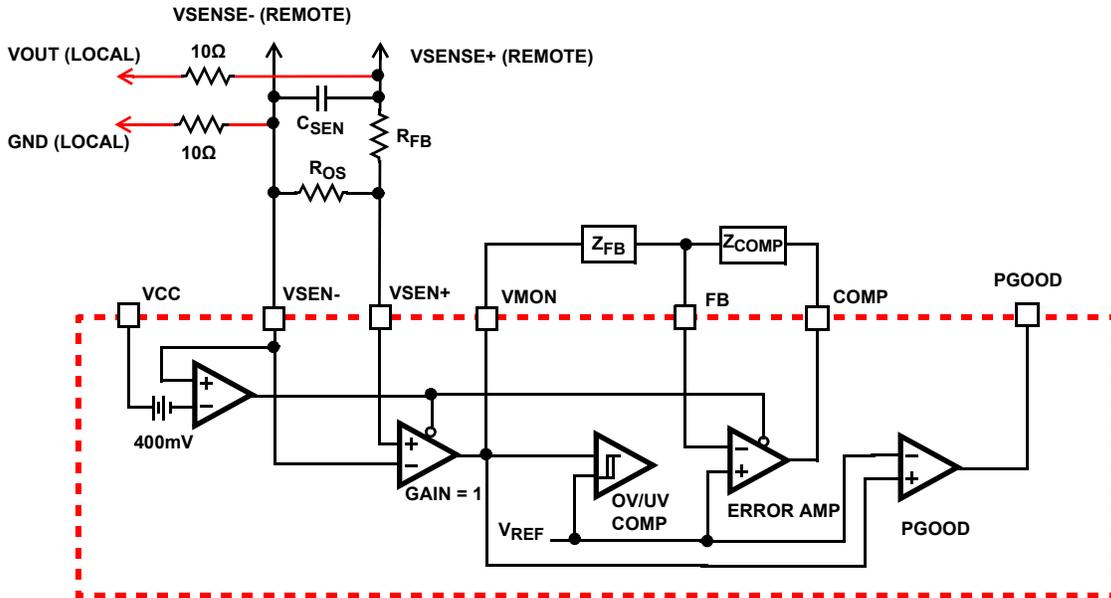 VSENSE- (REMOTE)
VOUT (LOCAL)
10Ω
VSENSE+ (REMOTE)
CSEN
RFB
GND (LOCAL)
10Ω
ROS
ZFB
ZCOMP
VCC
VSEN-
VSEN+
VMON
FB
COMP
PGOOD
+
−
400mV
+
−
GAIN = 1
OV/UV
COMP
−
+
ERROR AMP
−
+
PGOOD
VREF